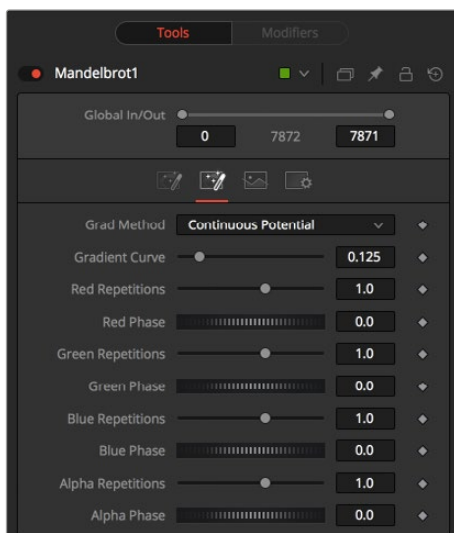 Tools Modifiers
Mandelbrot1
Global In/Out
0 7872 7871
Grad Method Continuous Potential
Gradient Curve 0.125
Red Repetitions 1.0
Red Phase 0.0
Green Repetitions 1.0
Green Phase 0.0
Blue Repetitions 1.0
Blue Phase 0.0
Alpha Repetitions 1.0
Alpha Phase 0.0